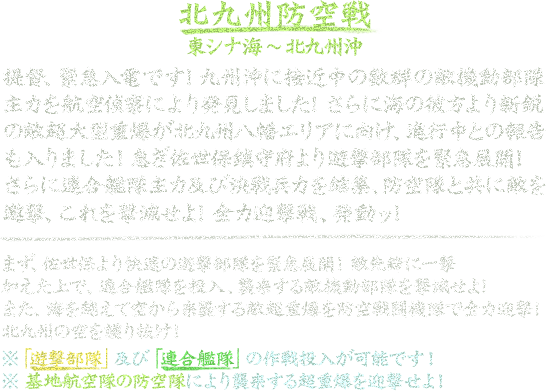 北九州防空戦
東シナ海～北九州沖
提督、緊急入電です！九州沖に接近中の敵群の敵機動部隊
主力を航空偵察により発見しました！さらに海の彼方より新鋭
の敵超大型重爆が北九州八幡エリアに向け、進行中との報告
も入りました！急ぎ佐世保鎮守府より遊撃部隊を緊急展開！
さらに連合艦隊主力及び決戦兵力を結集、防空隊と共に敵を
邀撃、これを撃滅せよ！全力迎撃戦、発動ッ！
まず、佐世保より快速の遊撃部隊を緊急展開！敵先鋒に一撃
加えた上で、連合艦隊を投入、襲来する敵機動部隊を撃滅せよ！
また、海を越えて空から来襲する敵超重爆を防空戦闘機隊で全力迎撃！
北九州の空を護り抜け！
※「遊撃部隊」及び「連合艦隊」の作戦投入が可能です！
※ 基地航空隊の防空隊により襲来する超重爆を迎撃せよ！